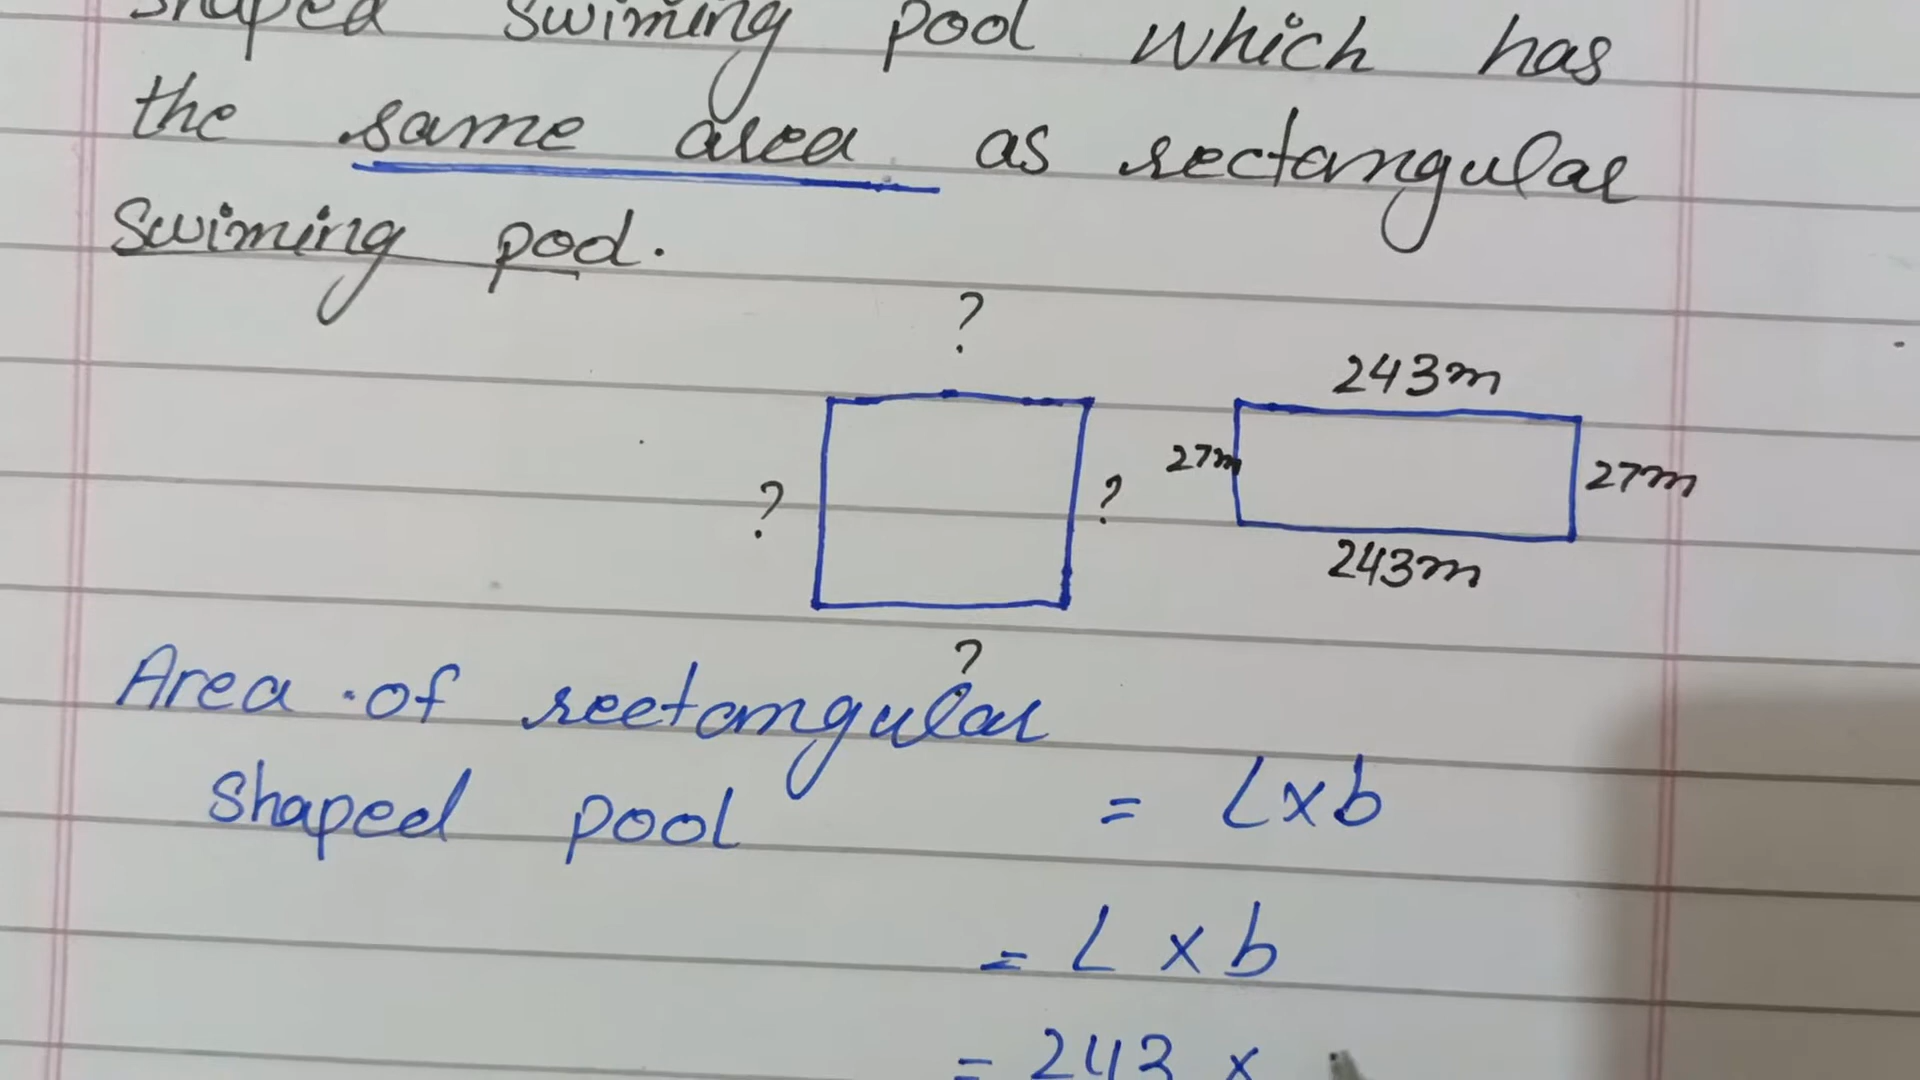 shaped swiming pool which has
the same area as rectangular
swiming pool.
?
243m
? ? 27m 27m
243m
?
Area of rectangular
shaped pool = L×b
= L × b
= 243 ×